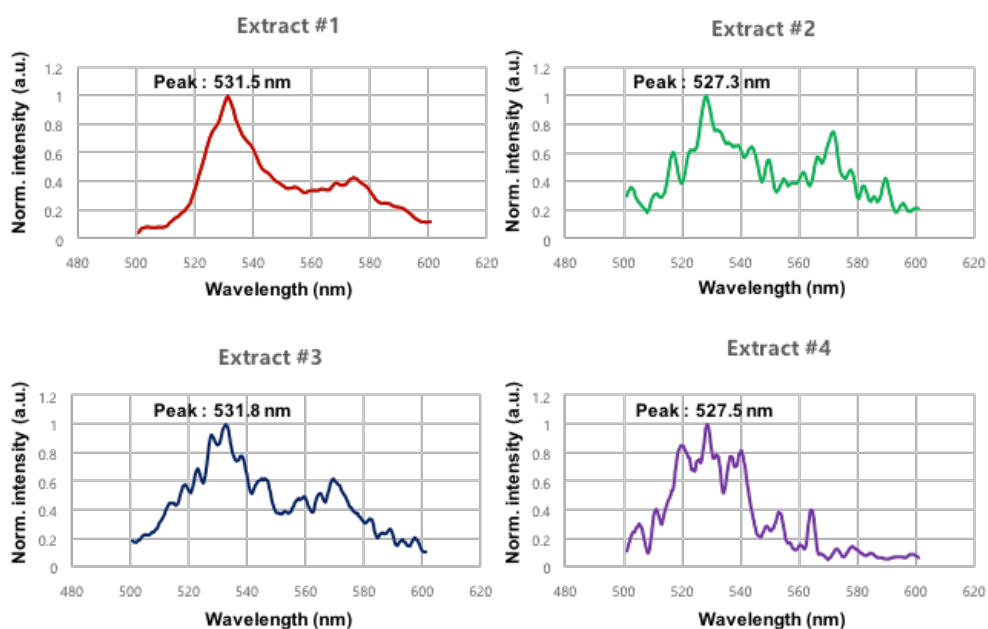 Extract #1
Norm. intensity (a.u.)
Peak : 531.5 nm
1.2
1
0.8
0.6
0.4
0.2
0
480 500 520 540 560 580 600 620
Wavelength (nm)
Extract #2
Norm. intensity (a.u.)
Peak : 527.3 nm
1.2
1
0.8
0.6
0.4
0.2
0
480 500 520 540 560 580 600 620
Wavelength (nm)
Extract #3
Norm. intensity (a.u.)
Peak : 531.8 nm
1.2
1
0.8
0.6
0.4
0.2
0
480 500 520 540 560 580 600 620
Wavelength (nm)
Extract #4
Norm. intensity (a.u.)
Peak : 527.5 nm
1.2
1
0.8
0.6
0.4
0.2
0
480 500 520 540 560 580 600 620
Wavelength (nm)